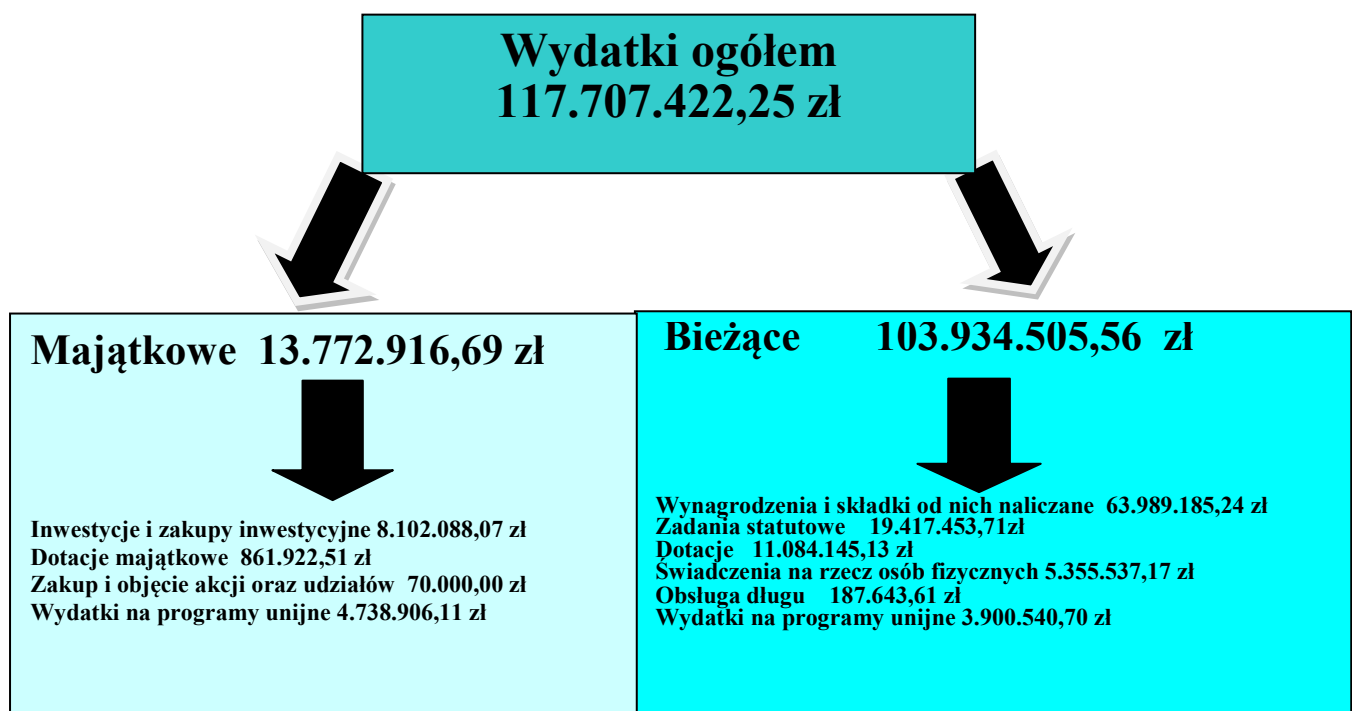 Wydatki ogółem
117.707.422,25 zł
Majątkowe 13.772.916,69 zł
Inwestycje i zakupy inwestycyjne 8.102.088,07 zł
Dotacje majątkowe 861.922,51 zł
Zakup i objęcie akcji oraz udziałów 70.000,00 zł
Wydatki na programy unijne 4.738.906,11 zł
Bieżące 103.934.505,56 zł
Wynagrodzenia i składki od nich naliczane 63.989.185,24 zł
Zadania statutowe 19.417.453,71zł
Dotacje 11.084.145,13 zł
Świadczenia na rzecz osób fizycznych 5.355.537,17 zł
Obsługa długu 187.643,61 zł
Wydatki na programy unijne 3.900.540,70 zł